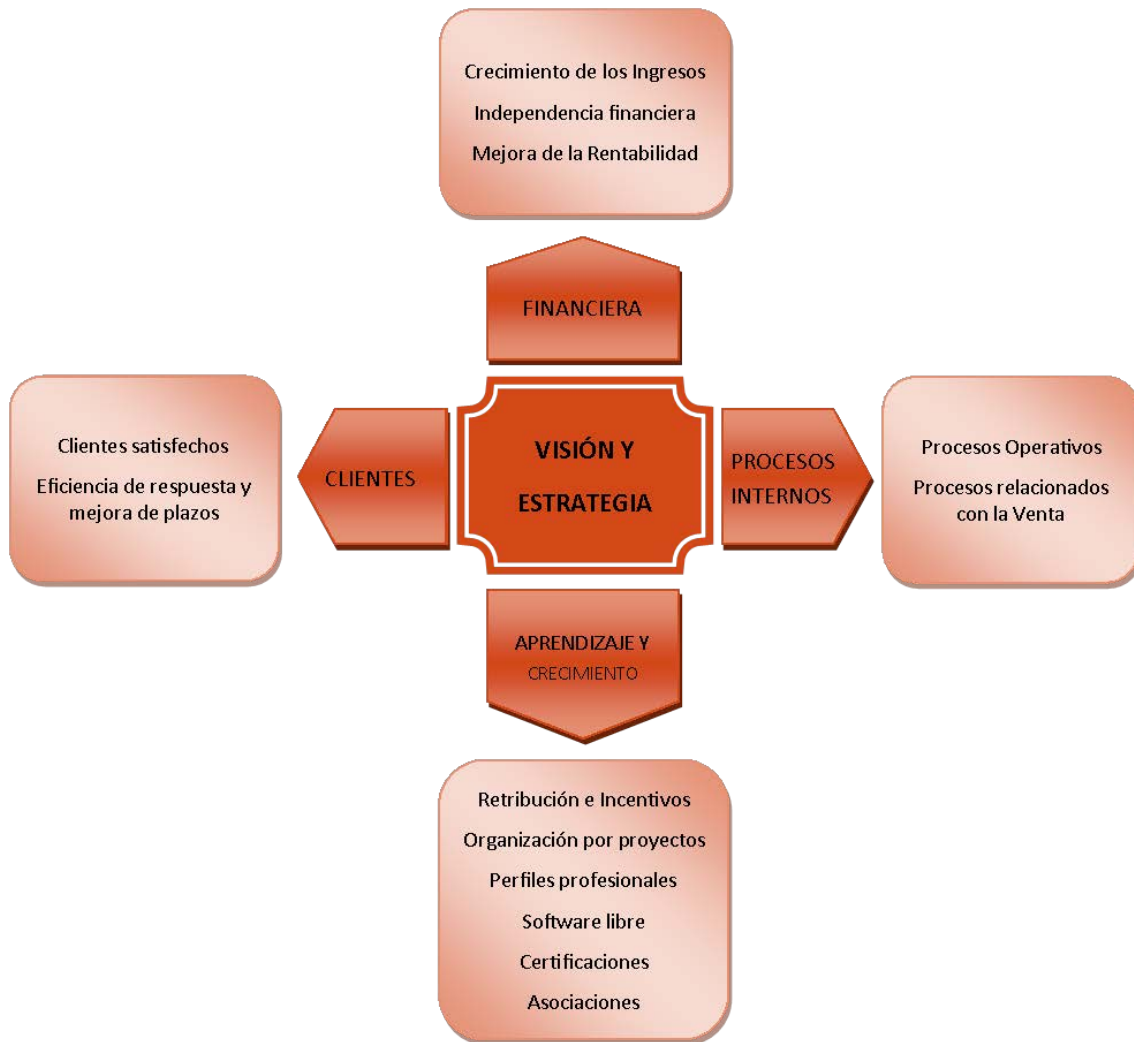 Crecimiento de los Ingresos
Independencia financiera
Mejora de la Rentabilidad
FINANCIERA
Clientes satisfechos
Eficiencia de respuesta y
mejora de plazos
CLIENTES
VISIÓN Y
ESTRATEGIA
PROCESOS
INTERNOS
Procesos Operativos
Procesos relacionados
con la Venta
APRENDIZAJE Y
CRECIMIENTO
Retribución e Incentivos
Organización por proyectos
Perfiles profesionales
Software libre
Certificaciones
Asociaciones